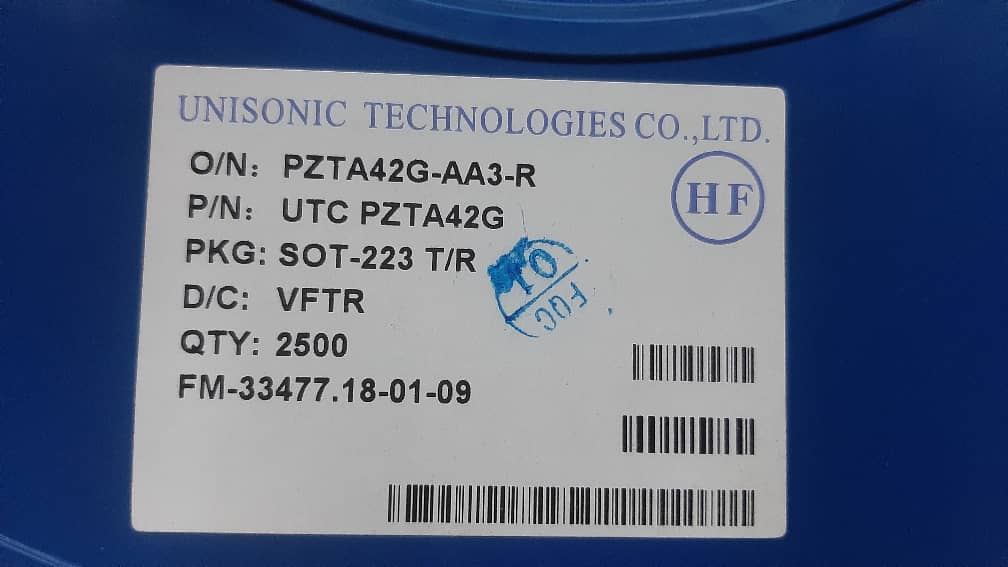 UNISONIC TECHNOLOGIES CO.,LTD.
O/N: PZTA42G-AA3-R
HF
P/N: UTC PZTA42G
PKG: SOT-223 T/R
D/C: VFTR
FQC
QTY: 2500
FM-33477.18-01-09